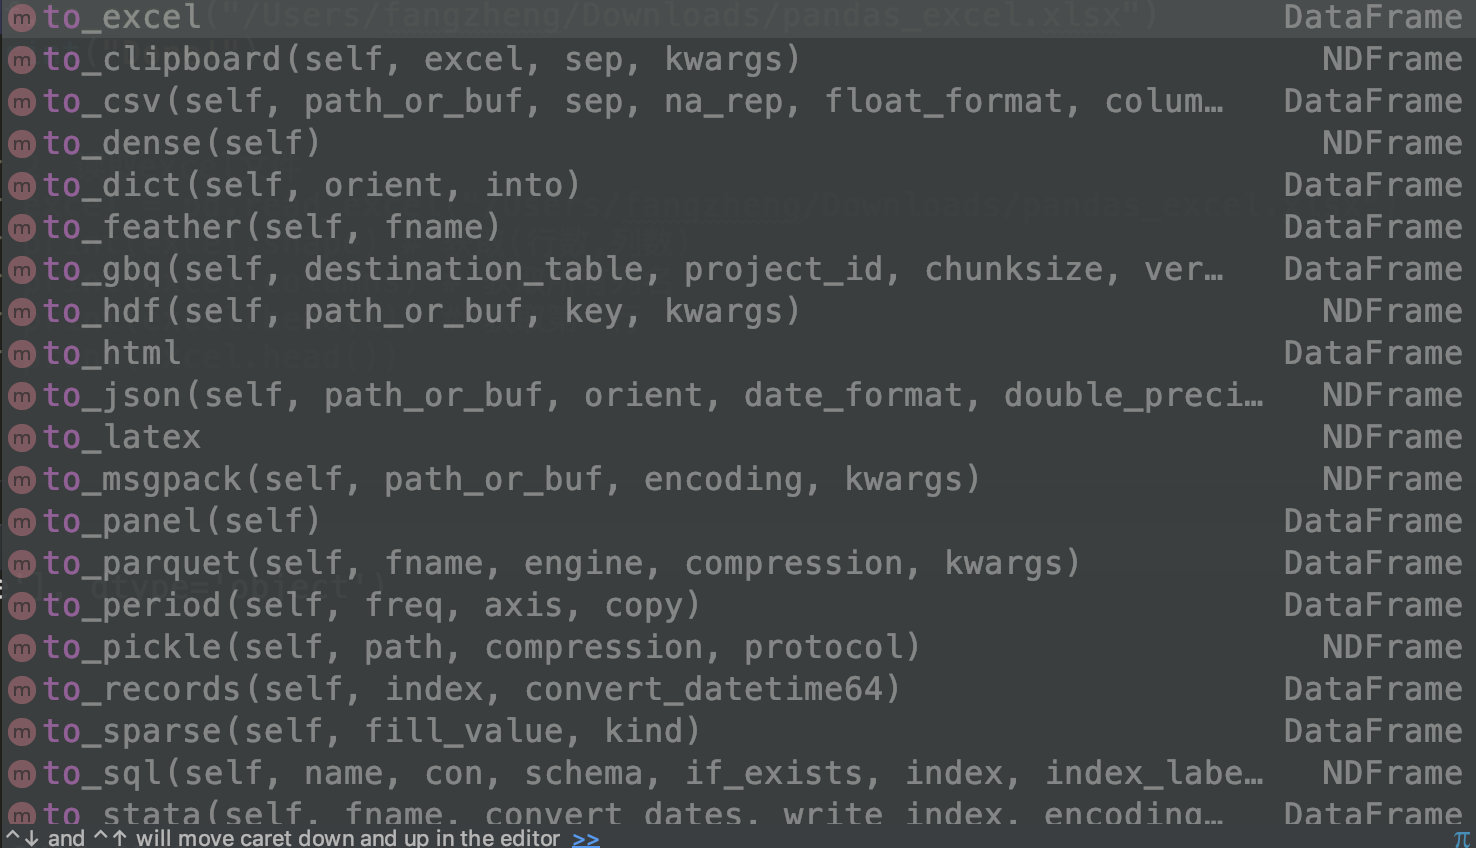 m to_excel("/Users/fangzheng/Downloads/pandas_excel.xlsx") DataFrame
m to_clipboard(self, excel, sep, kwargs) NDFrame
m to_csv(self, path_or_buf, sep, na_rep, float_format, colum… DataFrame
m to_dense(self) NDFrame
m to_dict(self, orient, into) DataFrame
m to_feather(self, fname) DataFrame
m to_gbq(self, destination_table, project_id, chunksize, ver… DataFrame
m to_hdf(self, path_or_buf, key, kwargs) NDFrame
m to_html DataFrame
m to_json(self, path_or_buf, orient, date_format, double_preci… NDFrame
m to_latex NDFrame
m to_msgpack(self, path_or_buf, encoding, kwargs) NDFrame
m to_panel(self) DataFrame
m to_parquet(self, fname, engine, compression, kwargs) DataFrame
m to_period(self, freq, axis, copy) DataFrame
m to_pickle(self, path, compression, protocol) NDFrame
m to_records(self, index, convert_datetime64) DataFrame
m to_sparse(self, fill_value, kind) DataFrame
m to_sql(self, name, con, schema, if_exists, index, index_labe… NDFrame
m to_stata(self, fname, convert_dates, write_index, encoding… DataFrame
^↓ and ^↑ will move caret down and up in the editor >> π